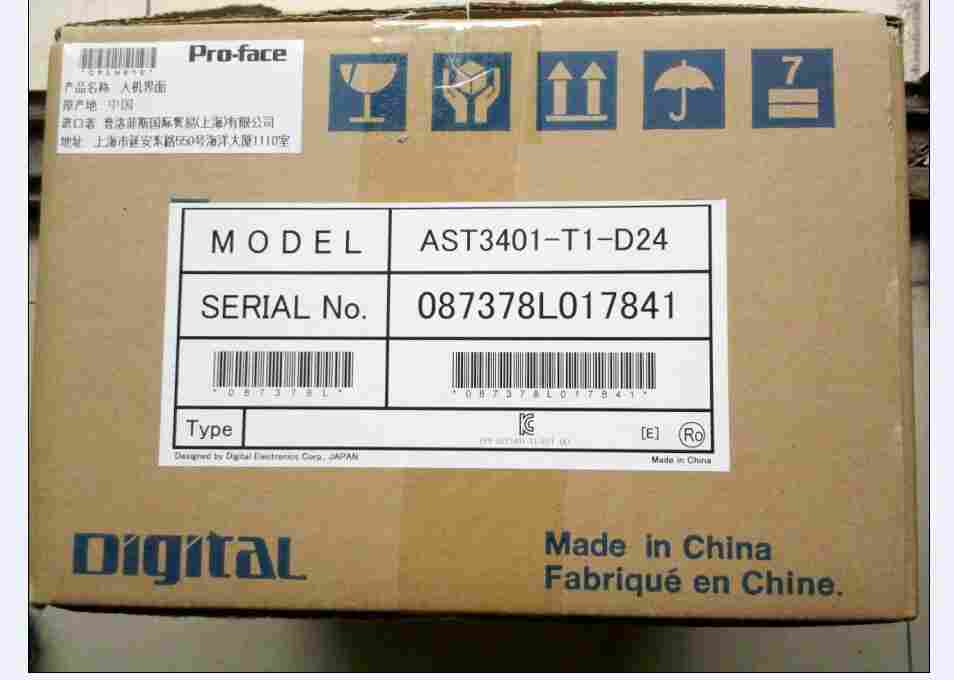 Pro-face
产品名称 人机界面
原产地 中国
进口者 普洛菲斯国际贸易(上海)有限公司
地址 上海市延安东路550号海洋大厦1110室
7
MODEL AST3401-T1-D24
SERIAL No. 087378L017841
*087378L* *087378L017841*
Type [E] Ro
Designed by Digital Electronics Corp., JAPAN Made in China
Digital
Made in China
Fabriqué en Chine.